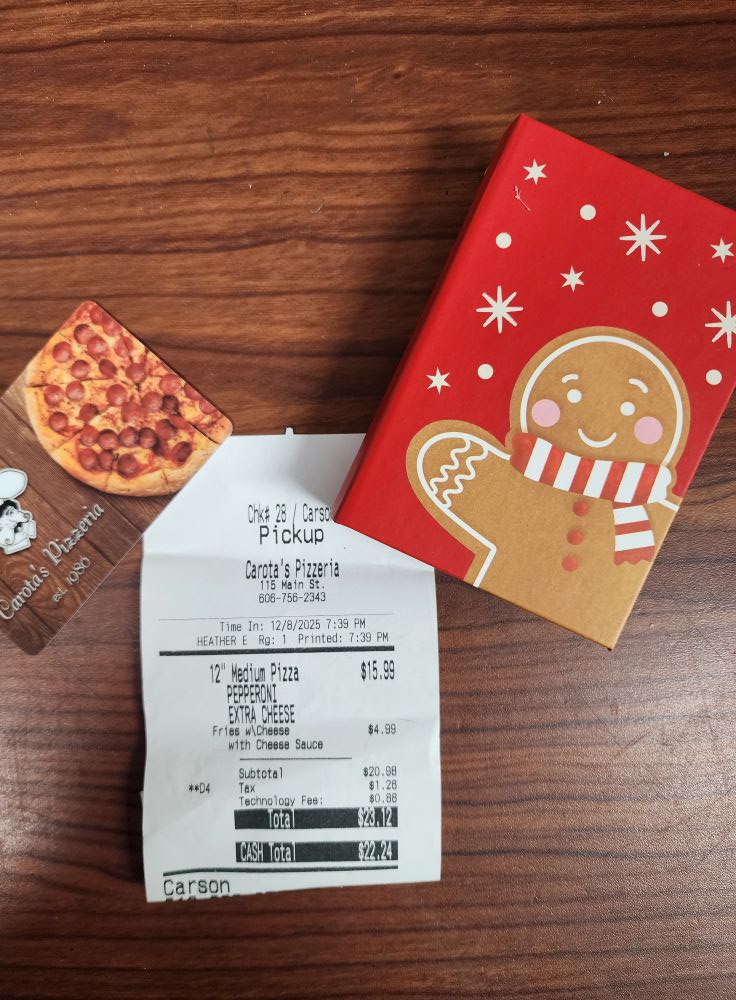 Carota's Pizzeria
est. 1986
Chk# 28 / Carso
Pickup
Carota's Pizzeria
115 Main St.
606-756-2343
Time In: 12/8/2025 7:39 PM
HEATHER E Rg: 1 Printed: 7:39 PM
12" Medium Pizza $15.99
PEPPERONI
EXTRA CHEESE
Fries w\Cheese $4.99
with Cheese Sauce
Subtotal $20.98
**D4 Tax $1.26
Technology Fee: $0.88
Total $23.12
CASH Total $22.24
Carson